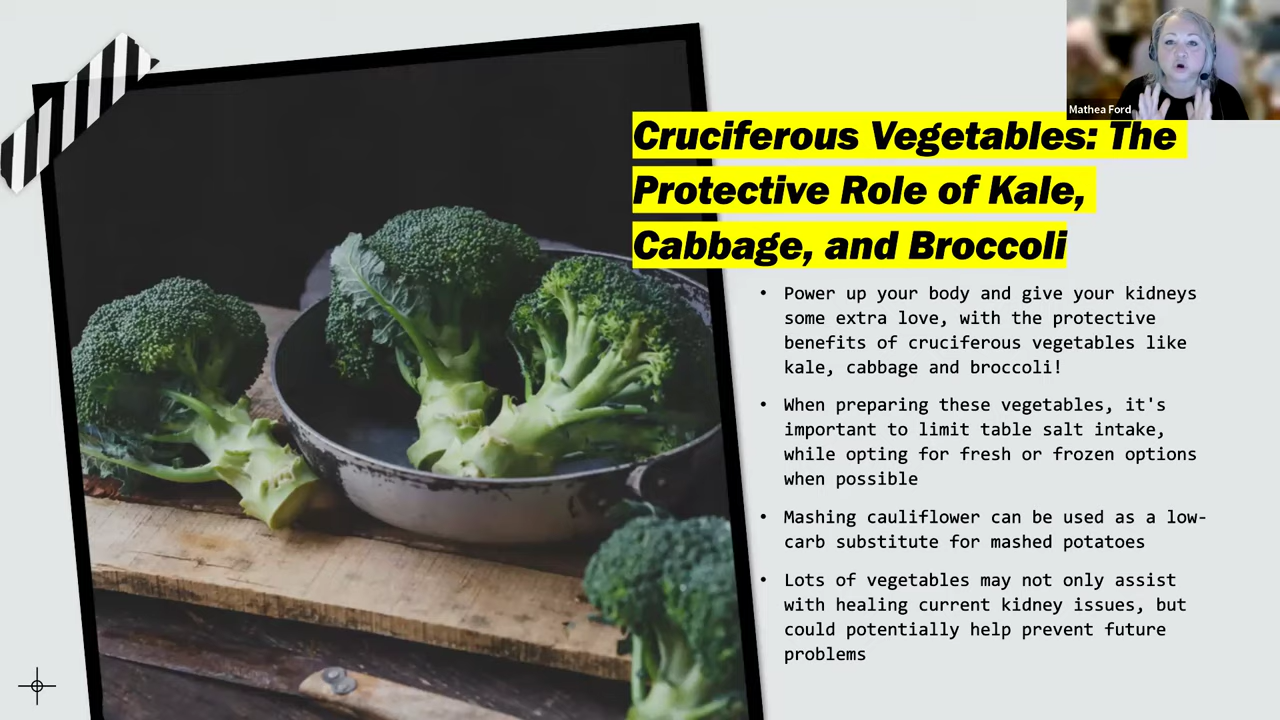 Mathea Ford
Cruciferous Vegetables: The
Protective Role of Kale,
Cabbage, and Broccoli
• Power up your body and give your kidneys
some extra love, with the protective
benefits of cruciferous vegetables like
kale, cabbage and broccoli!
• When preparing these vegetables, it's
important to limit table salt intake,
while opting for fresh or frozen options
when possible
• Mashing cauliflower can be used as a low-
carb substitute for mashed potatoes
• Lots of vegetables may not only assist
with healing current kidney issues, but
could potentially help prevent future
problems